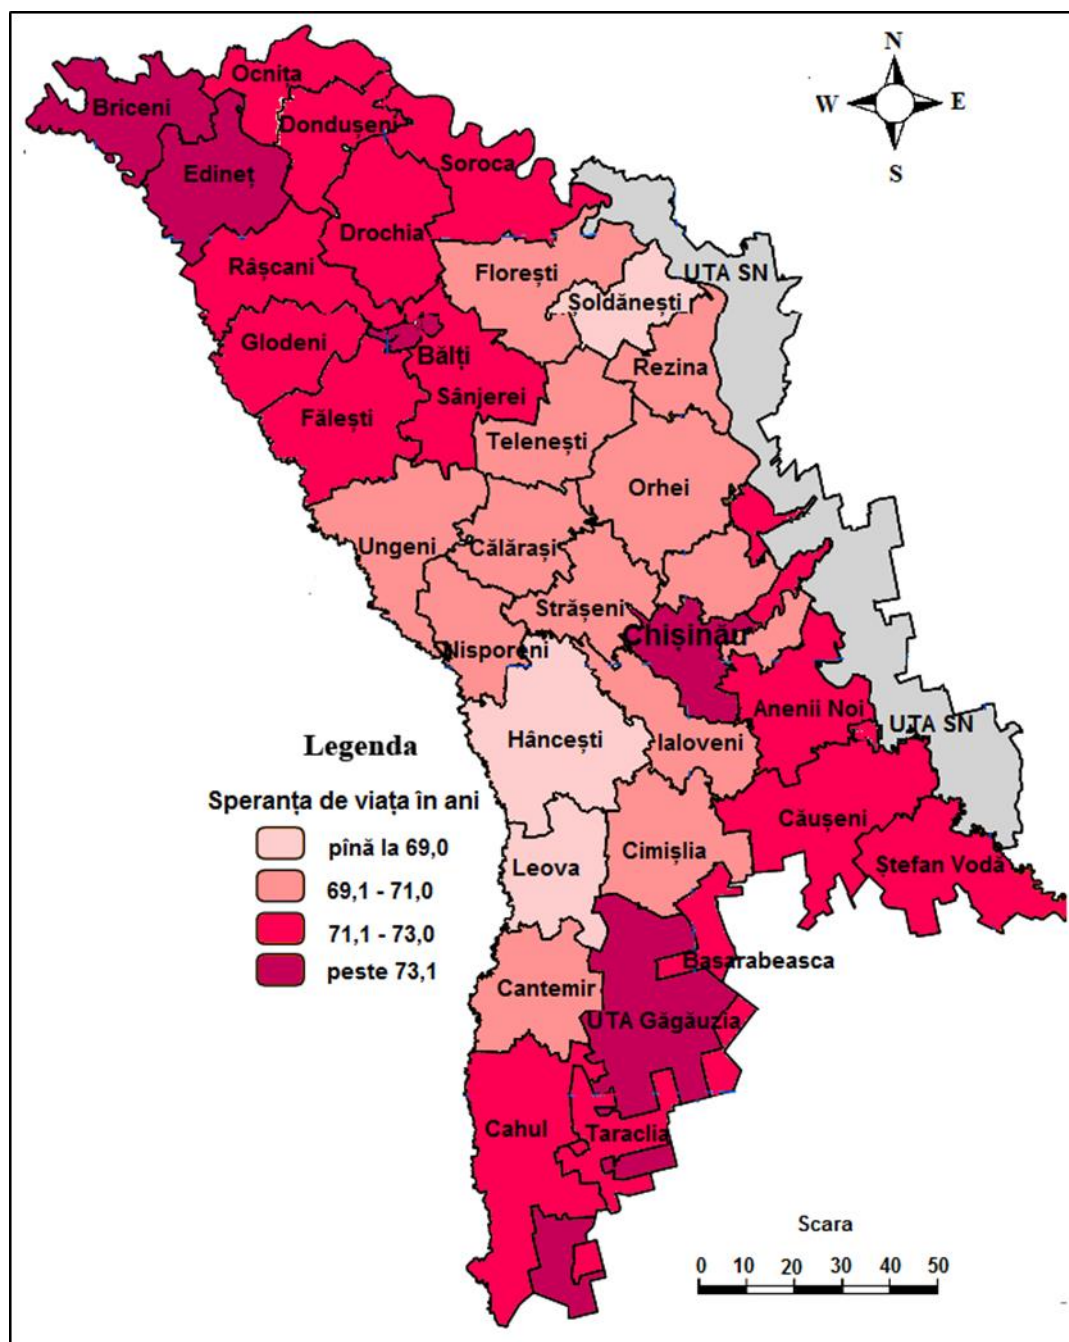 N
W E
S
Ocnița
Briceni
Dondușeni
Soroca
Edineț
Drochia
Râșcani
Florești
UTA SN
Șoldănești
Glodeni
Bălți
Rezina
Sânjerei
Fălești
Telenești
Orhei
Ungeni
Călărași
Strășeni
Chișinău
Nisporeni
Anenii Noi
UTA SN
Hâncești
Ialoveni
Căușeni
Cimișlia
Leova
Ștefan Vodă
Basarabeasca
Cantemir
UTA Găgăuzia
Cahul
Taraclia
Legenda
Speranța de viața în ani
pînă la 69,0
69,1 - 71,0
71,1 - 73,0
peste 73,1
Scara
0 10 20 30 40 50